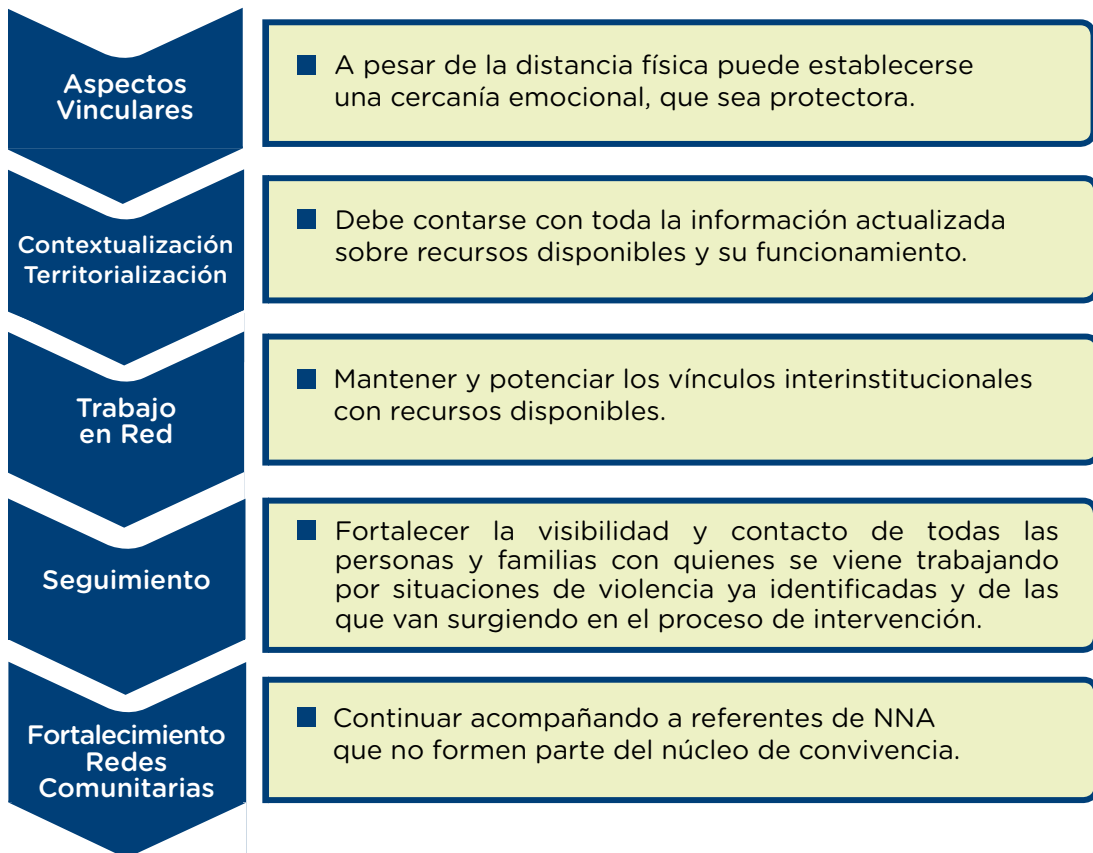 Aspectos
Vinculares
■ A pesar de la distancia física puede establecerse
una cercanía emocional, que sea protectora.
Contextualización
Territorialización
■ Debe contarse con toda la información actualizada
sobre recursos disponibles y su funcionamiento.
Trabajo
en Red
■ Mantener y potenciar los vínculos interinstitucionales
con recursos disponibles.
Seguimiento
■ Fortalecer la visibilidad y contacto de todas las
personas y familias con quienes se viene trabajando
por situaciones de violencia ya identificadas y de las
que van surgiendo en el proceso de intervención.
Fortalecimiento
Redes
Comunitarias
■ Continuar acompañando a referentes de NNA
que no formen parte del núcleo de convivencia.